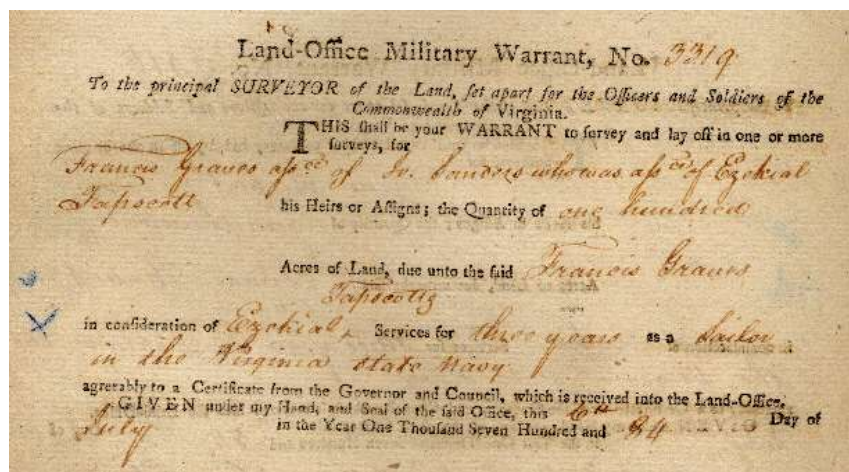 Land-Office Military Warrant, No. 3319
To the principal SURVEYOR of the Land, ſet apart for the Officers and Soldiers of the
Commonwealth of Virginia.
THIS ſhall be your WARRANT to ſurvey and lay off in one or more
ſurveys, for
Francis Graves aſsee of Jo. Sanders who was aſsee of Ezekial
Tapscott his Heirs or Aſſigns; the Quantity of one hundred
Acres of Land, due unto the ſaid Francis Graves
Tapscotts
in conſideration of Ezekial Services for three years as a Sailor
in the Virginia state Navy
agreeably to a Certificate from the Governor and Council, which is received into the Land-Office.
GIVEN under my Hand, and Seal of the ſaid Office, this 6th Day of
July in the Year One Thouſand Seven Hundred and 84